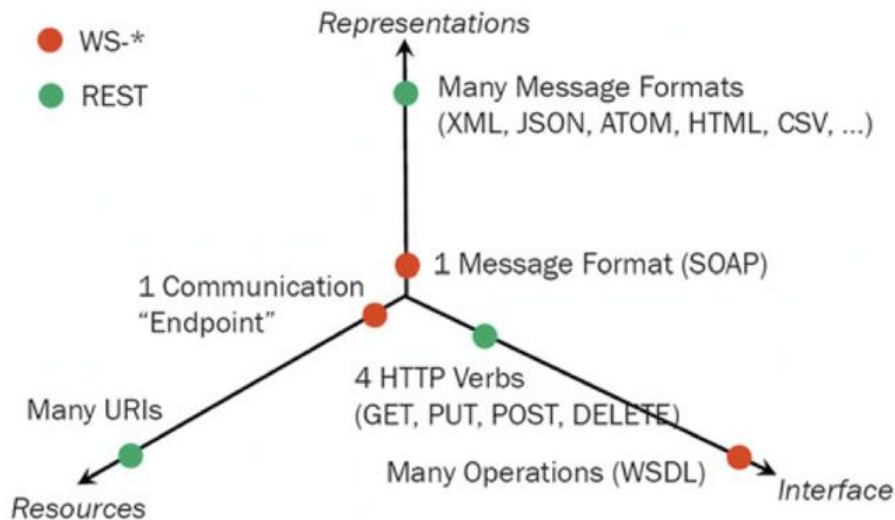 Representations
WS-*
REST
Many Message Formats
(XML, JSON, ATOM, HTML, CSV, ...)
1 Message Format (SOAP)
1 Communication
“Endpoint”
4 HTTP Verbs
(GET, PUT, POST, DELETE)
Many URIs
Many Operations (WSDL)
Resources
Interface